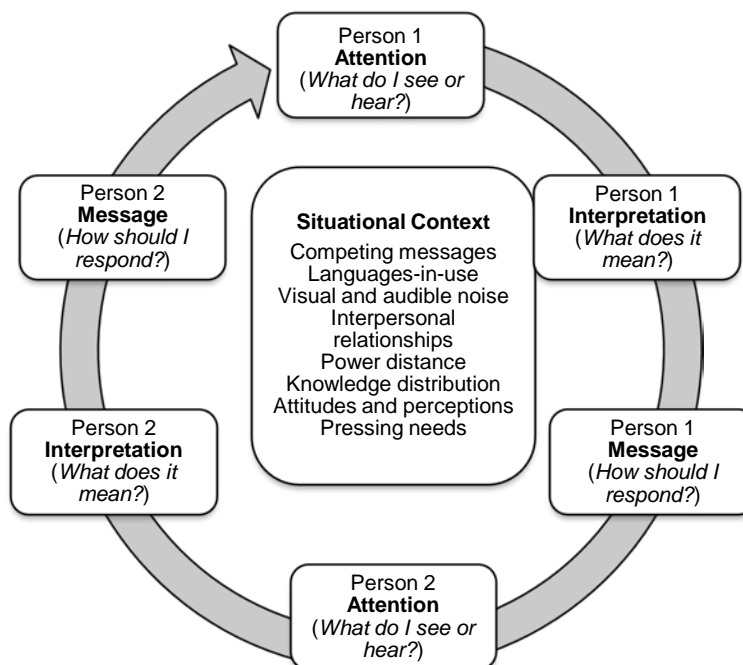 Person 1
Attention
(What do I see or
hear?)
Person 1
Interpretation
(What does it
mean?)
Person 1
Message
(How should I
respond?)
Person 2
Attention
(What do I see or
hear?)
Person 2
Interpretation
(What does it
mean?)
Person 2
Message
(How should I
respond?)
Situational Context
Competing messages
Languages-in-use
Visual and audible noise
Interpersonal
relationships
Power distance
Knowledge distribution
Attitudes and perceptions
Pressing needs